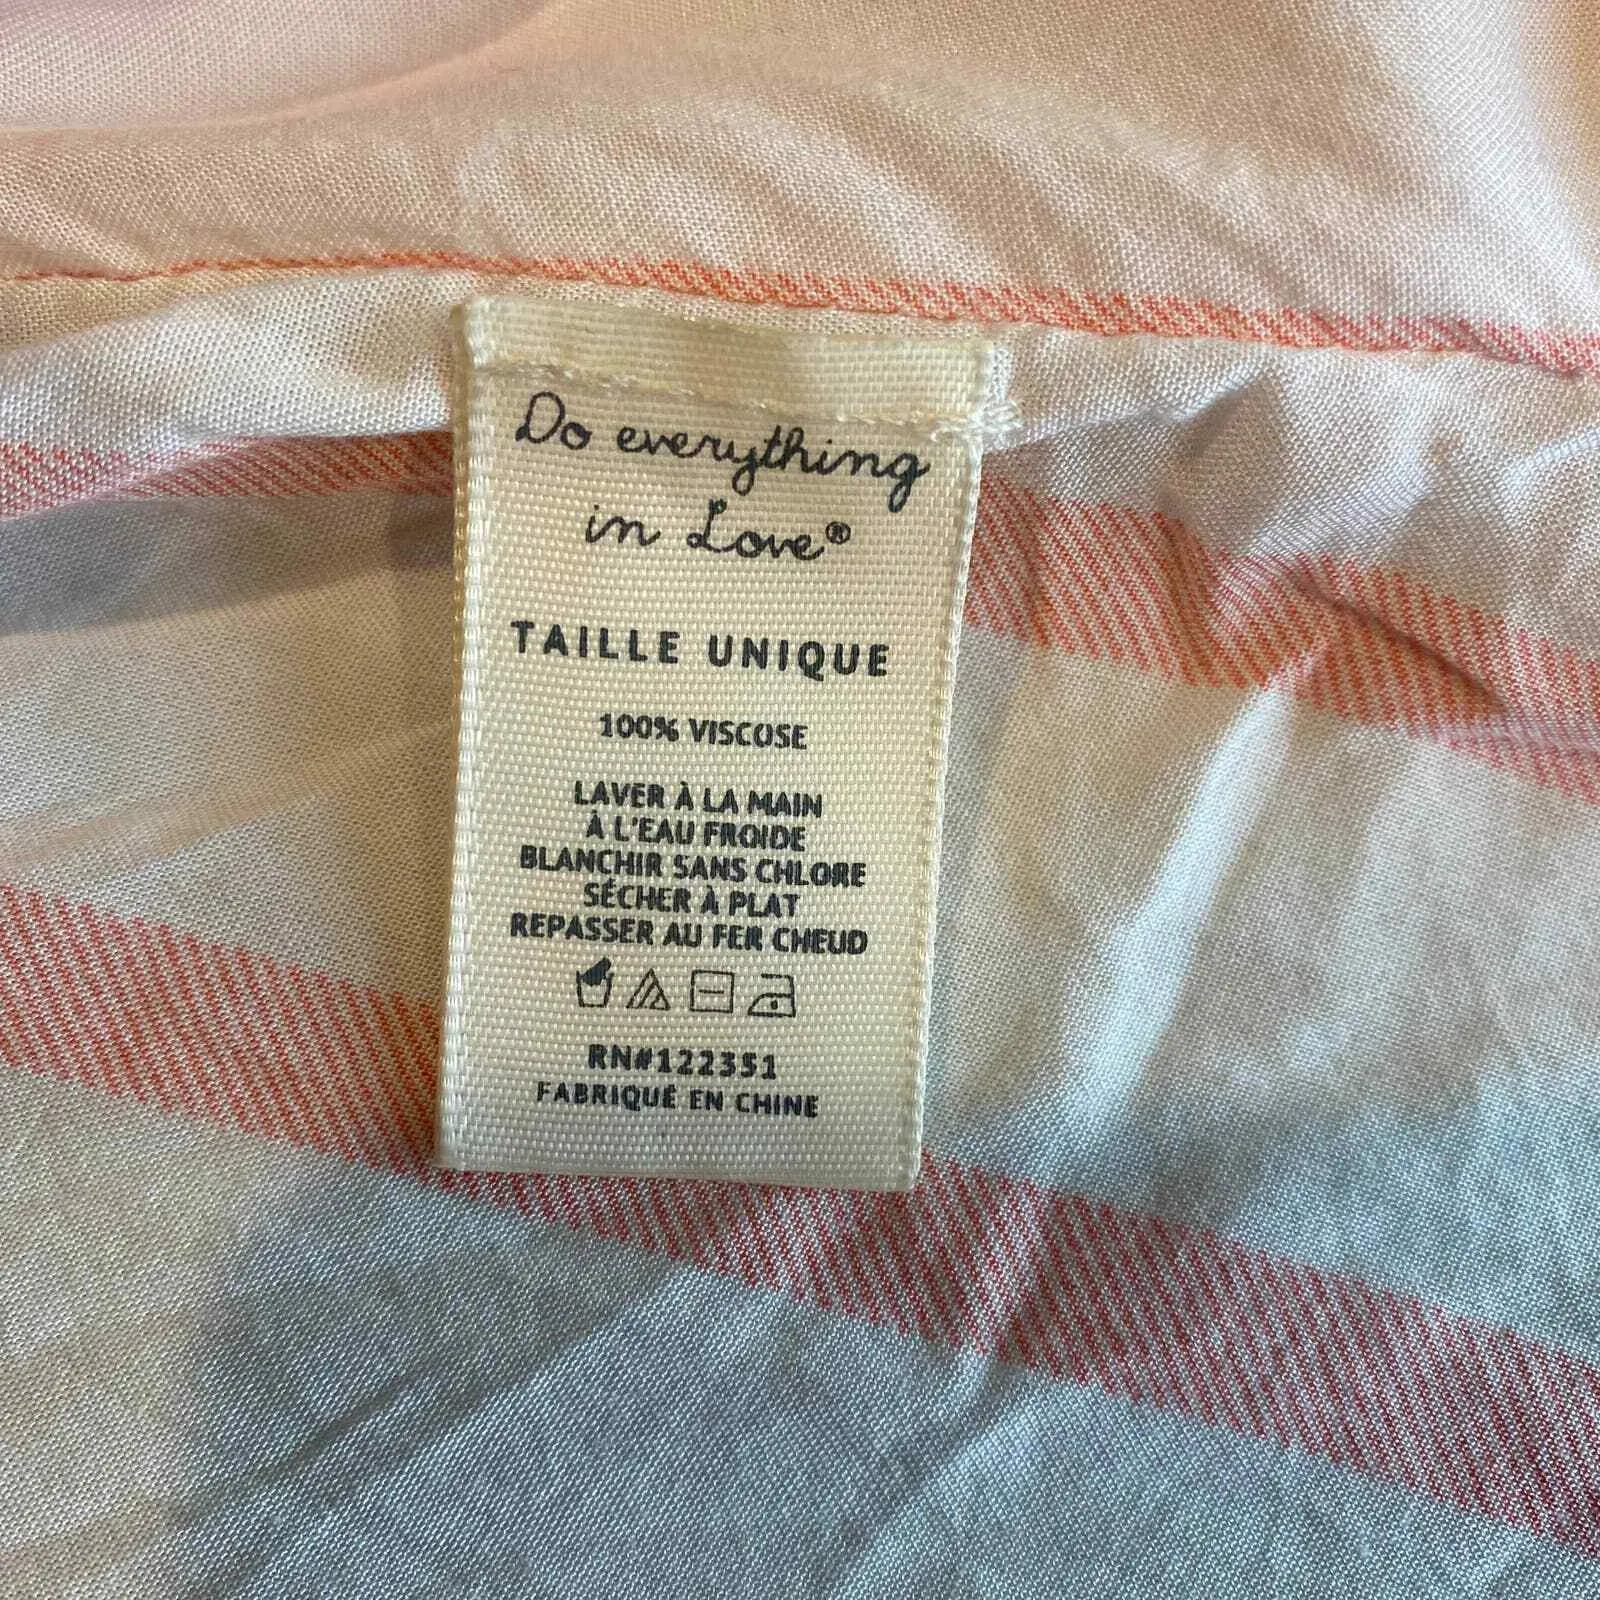 Do everything
in Love®
TAILLE UNIQUE
100% VISCOSE
LAVER À LA MAIN
À L'EAU FROIDE
BLANCHIR SANS CHLORE
SÉCHER À PLAT
REPASSER AU FER CHEUD
RN#122351
FABRIQUÉ EN CHINE